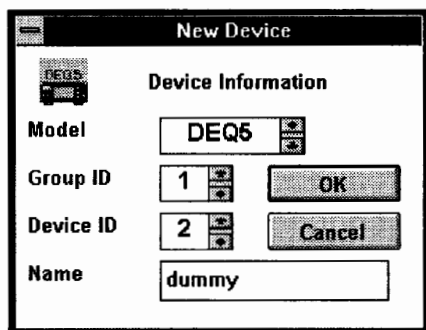 New Device
DEQ5
Device Information
Model DEQ5
Group ID 1 OK
Device ID 2 Cancel
Name dummy